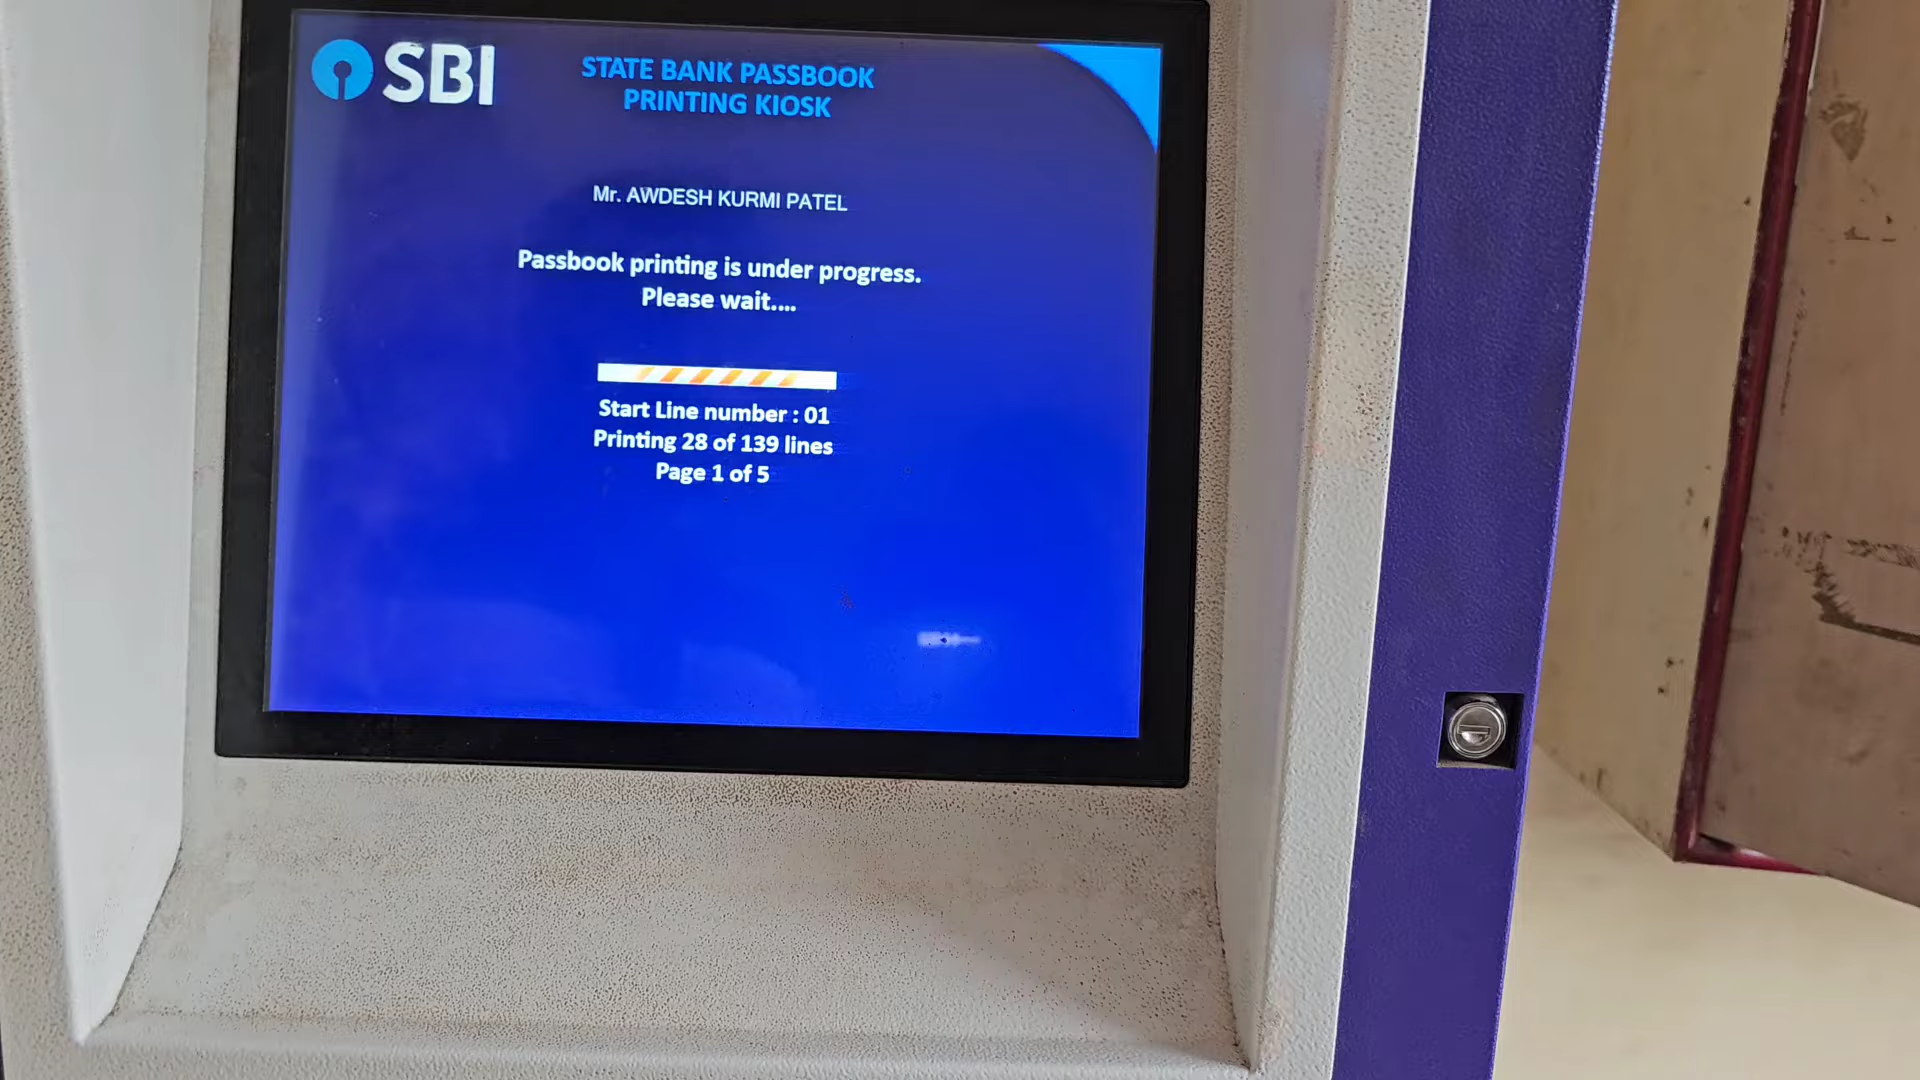 SBI
STATE BANK PASSBOOK
PRINTING KIOSK
Mr. AWDESH KURMI PATEL
Passbook printing is under progress.
Please wait....
Start Line number : 01
Printing 28 of 139 lines
Page 1 of 5